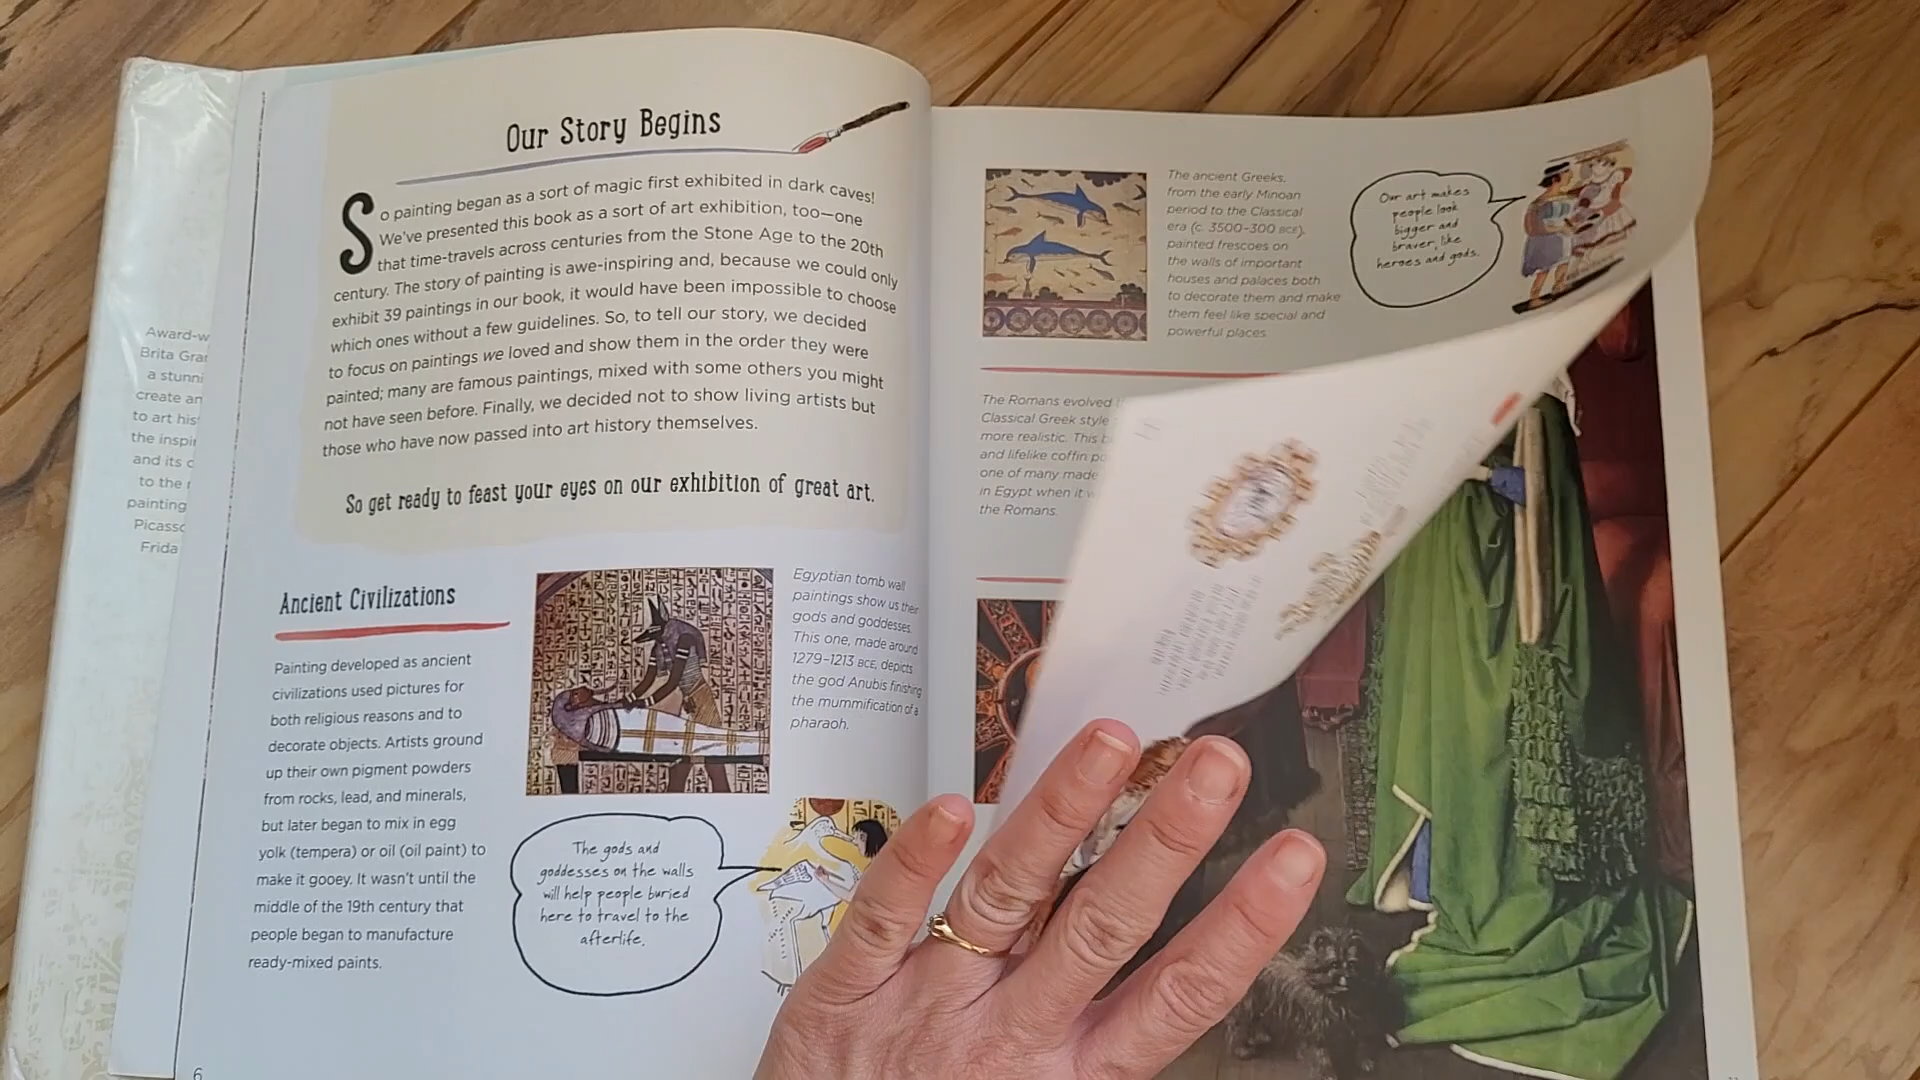 Award-w
Brita Gra
a stunni
create an
to art his
the inspir
and its c
to the
painting
Picasso
Frida
Our Story Begins
So painting began as a sort of magic first exhibited in dark caves!
We've presented this book as a sort of art exhibition, too—one
that time-travels across centuries from the Stone Age to the 20th
century. The story of painting is awe-inspiring and, because we could only
exhibit 39 paintings in our book, it would have been impossible to choose
which ones without a few guidelines. So, to tell our story, we decided
to focus on paintings we loved and show them in the order they were
painted; many are famous paintings, mixed with some others you might
not have seen before. Finally, we decided not to show living artists but
those who have now passed into art history themselves.
So get ready to feast your eyes on our exhibition of great art.
Ancient Civilizations
Painting developed as ancient
civilizations used pictures for
both religious reasons and to
decorate objects. Artists ground
up their own pigment powders
from rocks, lead, and minerals,
but later began to mix in egg
yolk (tempera) or oil (oil paint) to
make it gooey. It wasn't until the
middle of the 19th century that
people began to manufacture
ready-mixed paints.
Egyptian tomb wall
paintings show us their
gods and goddesses.
This one, made around
1279–1213 BCE, depicts
the god Anubis finishing
the mummification of a
pharaoh.
The gods and
goddesses on the walls
will help people buried
here to travel to the
afterlife.
6
The ancient Greeks,
from the early Minoan
period to the Classical
era (c. 3500–300 BCE),
painted frescoes on
the walls of important
houses and palaces both
to decorate them and make
them feel like special and
powerful places.
Our art makes
people look
bigger and
braver, like
heroes and gods.
The Romans evolved
Classical Greek style
more realistic. This
and lifelike coffin
one of many made
in Egypt when it
the Romans.